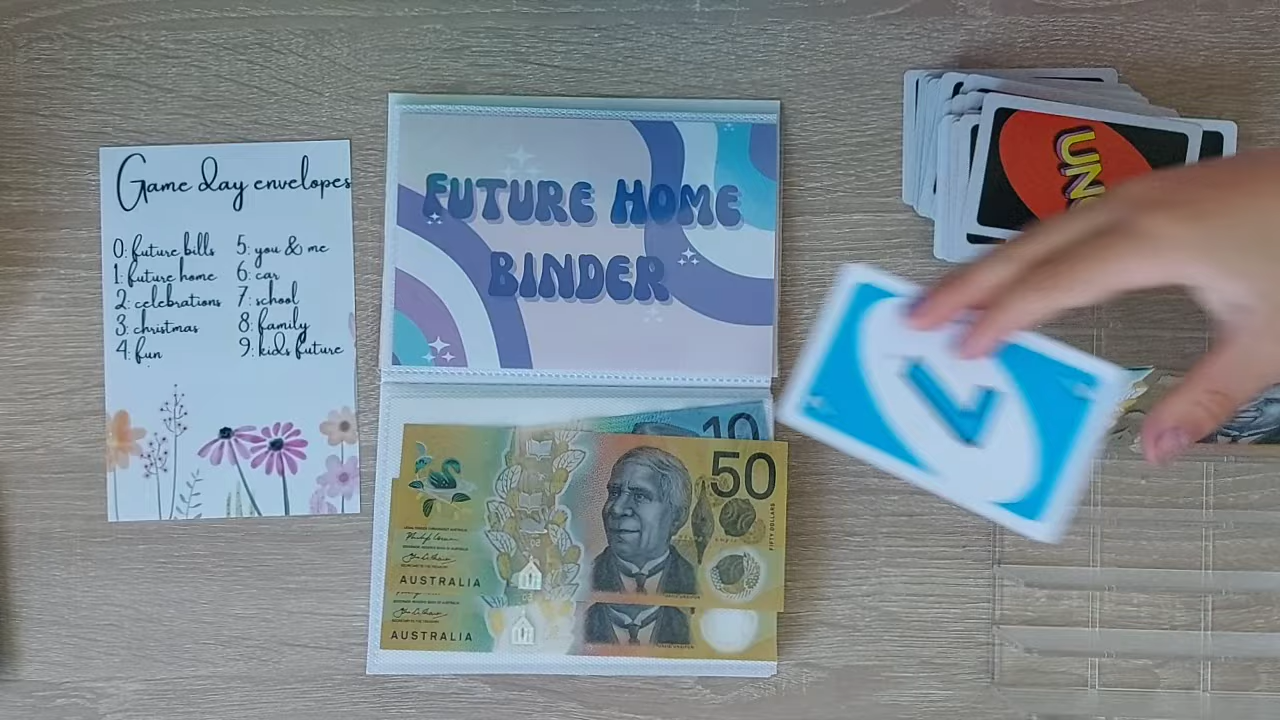 Game day envelopes
0: future bills
1: future home
2: celebrations
3: christmas
4: fun
5: you & me
6: car
7: school
8: family
9: kids future
FUTURE HOME
BINDER
10
50
FIFTY DOLLARS
AUSTRALIA
AUSTRALIA
UNO
7